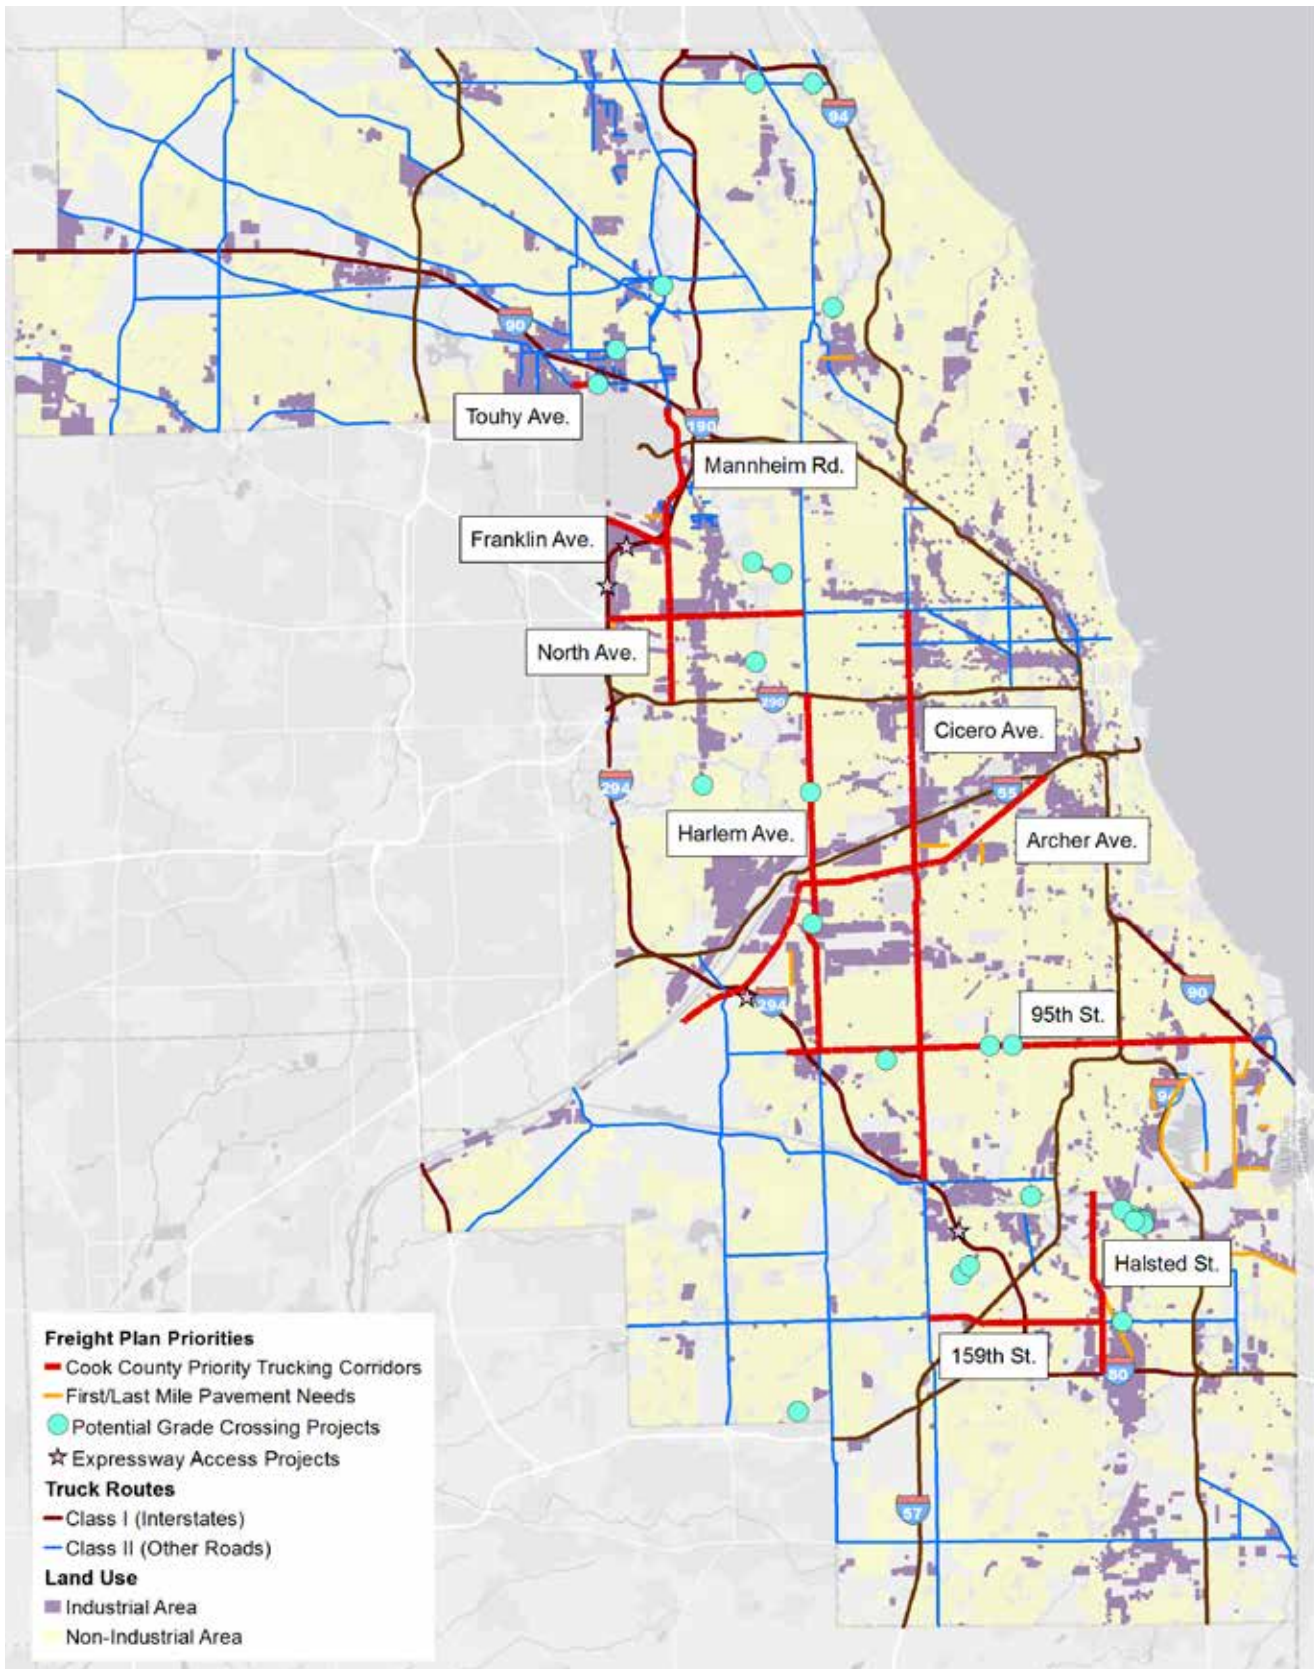 94
90
Touhy Ave.
190
Mannheim Rd.
Franklin Ave.
North Ave.
290
Cicero Ave.
294
55
Harlem Ave.
Archer Ave.
90
294
95th St.
Halsted St.
159th St.
80
57
Freight Plan Priorities
Cook County Priority Trucking Corridors
First/Last Mile Pavement Needs
Potential Grade Crossing Projects
Expressway Access Projects
Truck Routes
Class I (Interstates)
Class II (Other Roads)
Land Use
Industrial Area
Non-Industrial Area